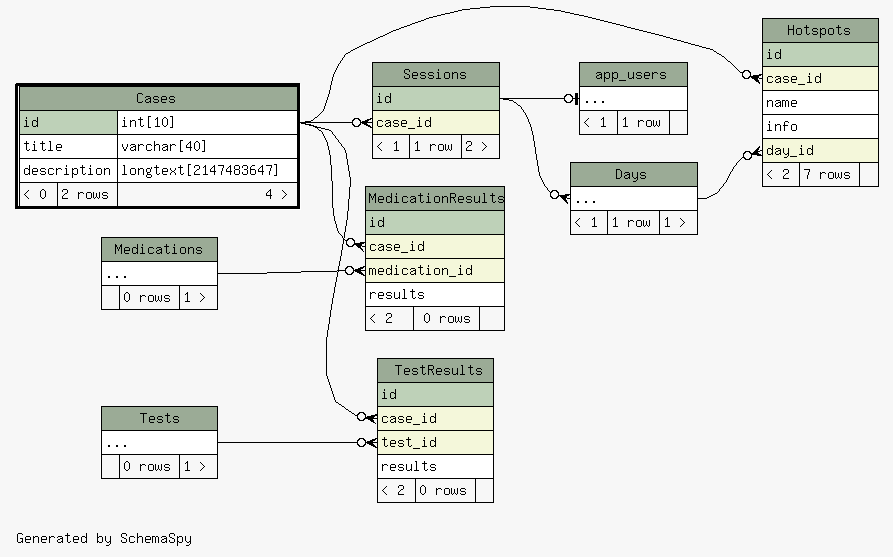 Cases
id int[10]
title varchar[40]
description longtext[2147483647]
< 0 2 rows 4 >
Sessions
id
case_id
< 1 1 row 2 >
app_users
...
< 1 1 row
Hotspots
id
case_id
name
info
day_id
< 2 7 rows
Days
...
< 1 1 row 1 >
MedicationResults
id
case_id
medication_id
results
< 2 0 rows
Medications
...
0 rows 1 >
TestResults
id
case_id
test_id
results
< 2 0 rows
Tests
...
0 rows 1 >
Generated by SchemaSpy